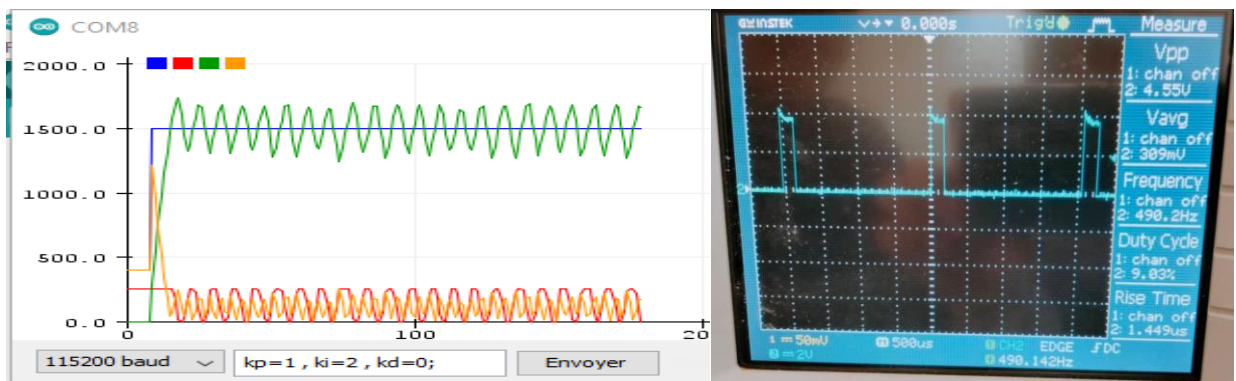 COM8
2000.0
1500.0
1000.0
500.0
0.0
0
100
20
115200 baud
kp=1 , ki=2 , kd=0;
Envoyer
GWINSTEK
0.000s
Trig'd
Measure
Vpp
1: chan off
2: 4.55V
Vavg
1: chan off
2: 309mV
Frequency
1: chan off
2: 490.2Hz
Duty Cycle
1: chan off
2: 9.03%
Rise Time
1: chan off
2: 1.449us
1 50mV
500us
CH2 EDGE
DC
2 2V
490.142Hz